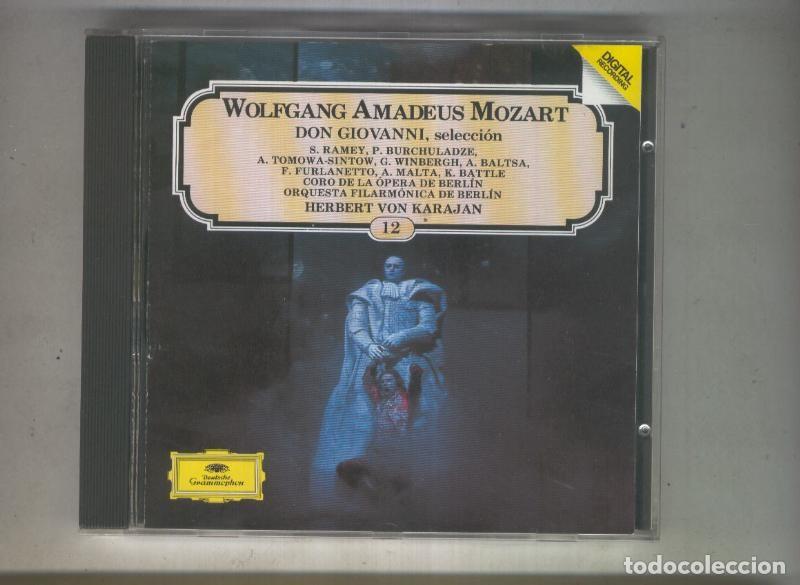 DIGITAL
RECORDING
WOLFGANG AMADEUS MOZART
DON GIOVANNI, selección
S. RAMEY, P. BURCHULADZE,
A. TOMOWA-SINTOW, G. WINBERGH, A. BALTSA,
F. FURLANETTO, A. MALTA, K. BATTLE
CORO DE LA ÓPERA DE BERLÍN
ORQUESTA FILARMÓNICA DE BERLÍN
HERBERT VON KARAJAN
12
Deutsche
Grammophon
todocoleccion